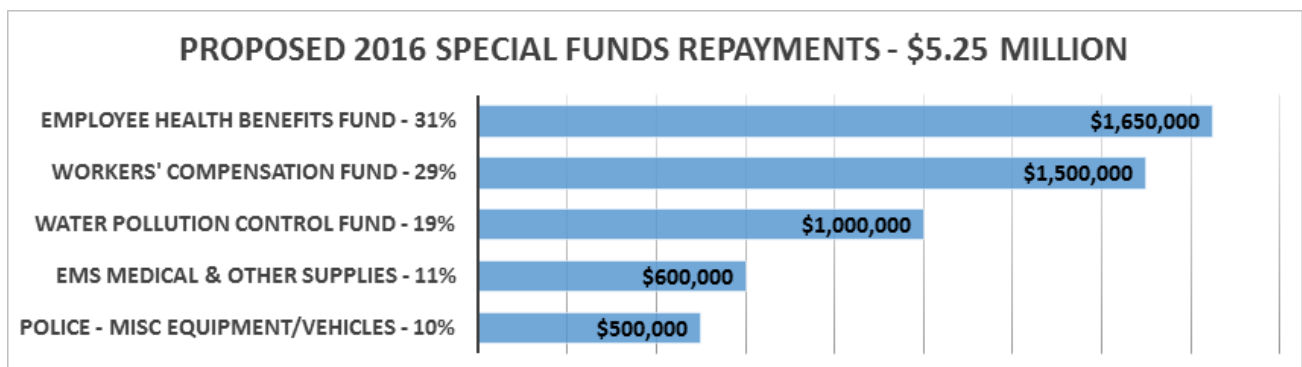 PROPOSED 2016 SPECIAL FUNDS REPAYMENTS - $5.25 MILLION
EMPLOYEE HEALTH BENEFITS FUND - 31% $1,650,000
WORKERS' COMPENSATION FUND - 29% $1,500,000
WATER POLLUTION CONTROL FUND - 19% $1,000,000
EMS MEDICAL & OTHER SUPPLIES - 11% $600,000
POLICE - MISC EQUIPMENT/VEHICLES - 10% $500,000